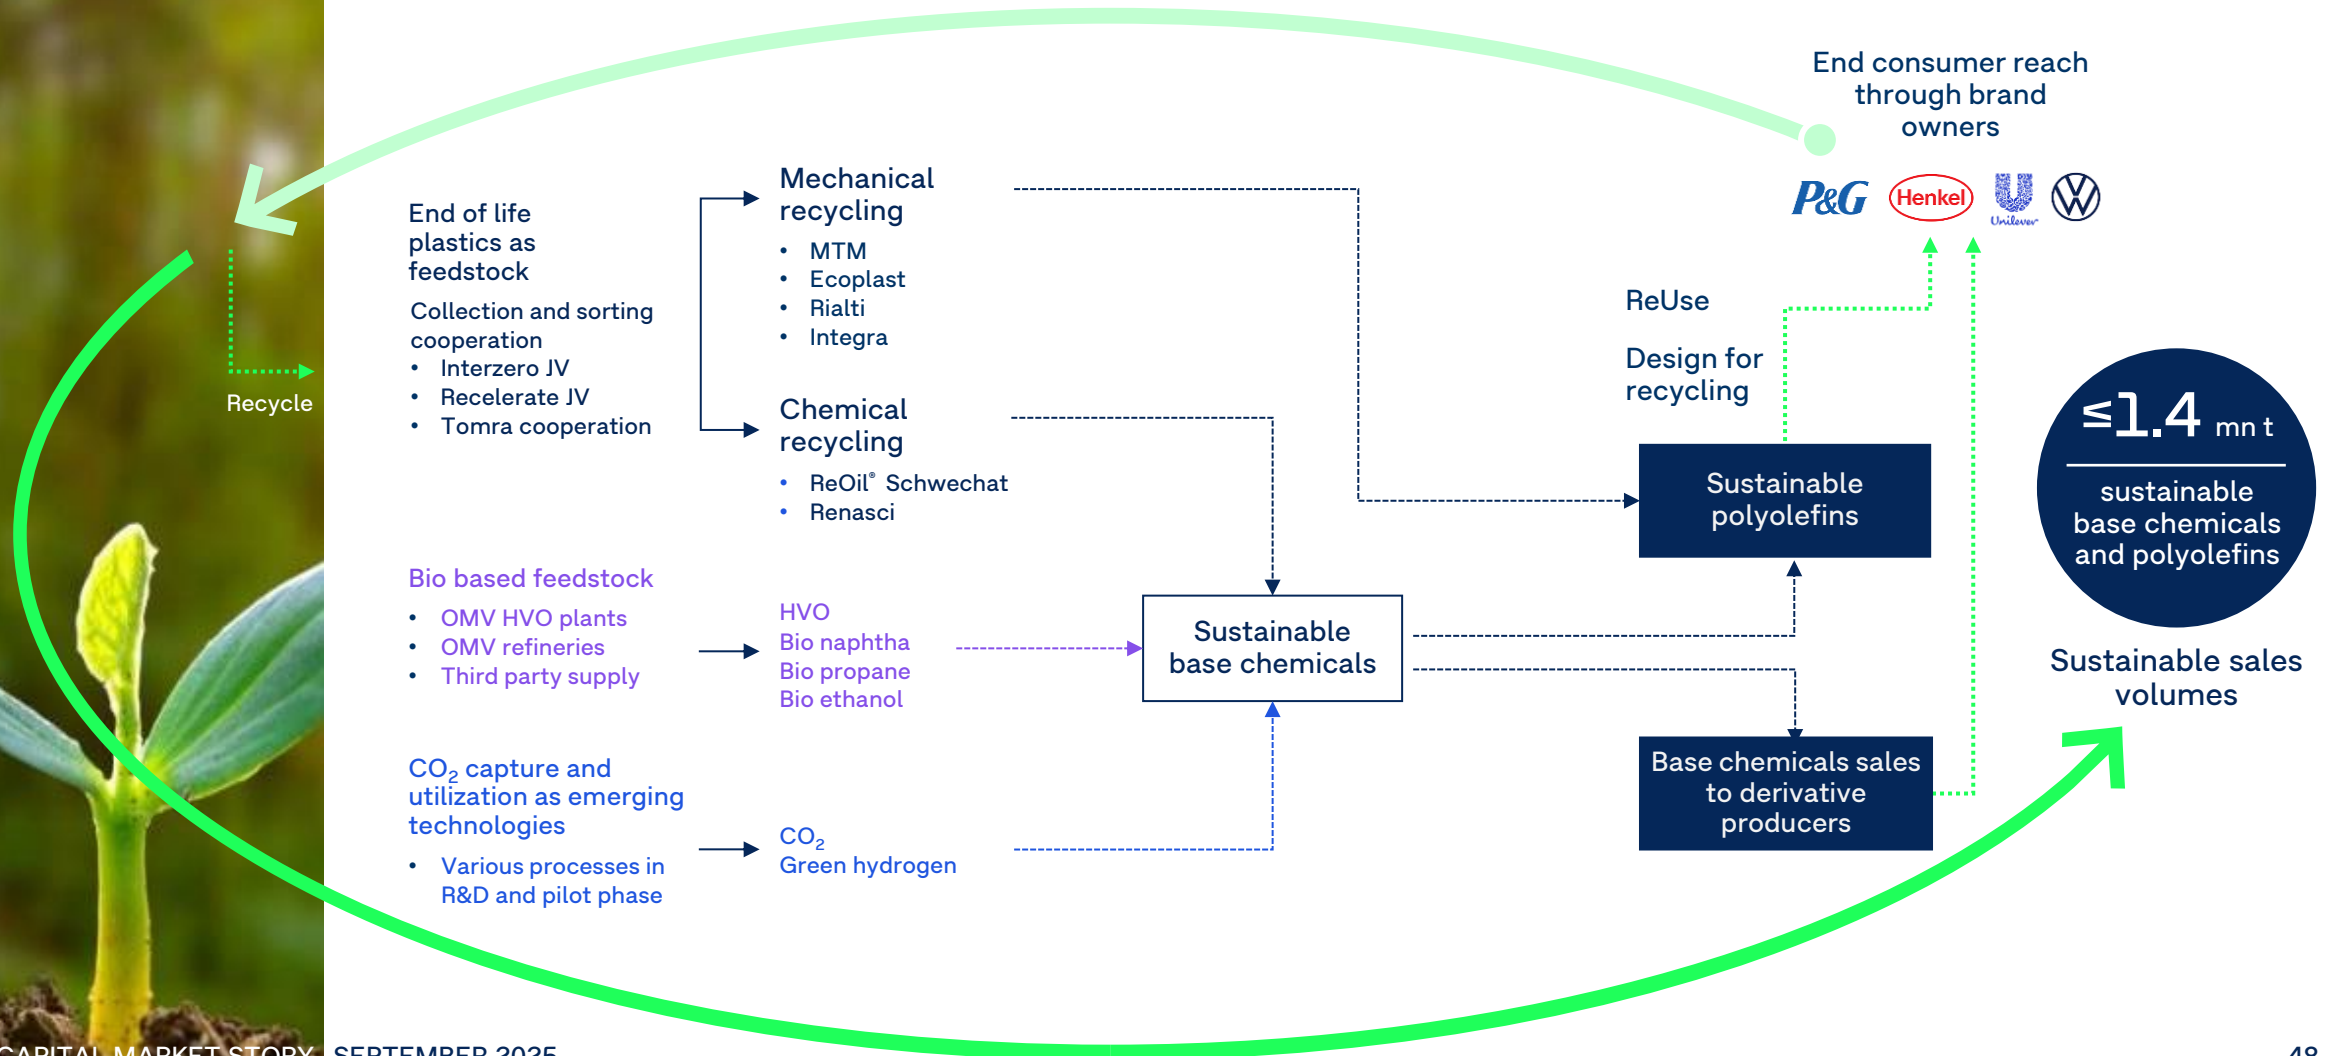 End consumer reach
through brand
owners
P&G
Henkel
Unilever
Recycle
End of life
plastics as
feedstock
Collection and sorting
cooperation
• Interzero JV
• Recelerate JV
• Tomra cooperation
Mechanical
recycling
• MTM
• Ecoplast
• Rialti
• Integra
Chemical
recycling
• ReOil® Schwechat
• Renasci
Bio based feedstock
• OMV HVO plants
• OMV refineries
• Third party supply
HVO
Bio naphtha
Bio propane
Bio ethanol
CO₂ capture and
utilization as emerging
technologies
• Various processes in
R&D and pilot phase
CO₂
Green hydrogen
Sustainable
base chemicals
ReUse
Design for
recycling
Sustainable
polyolefins
Base chemicals sales
to derivative
producers
≤1.4 mn t
sustainable
base chemicals
and polyolefins
Sustainable sales
volumes
CAPITAL MARKET STORY SEPTEMBER 2025
48